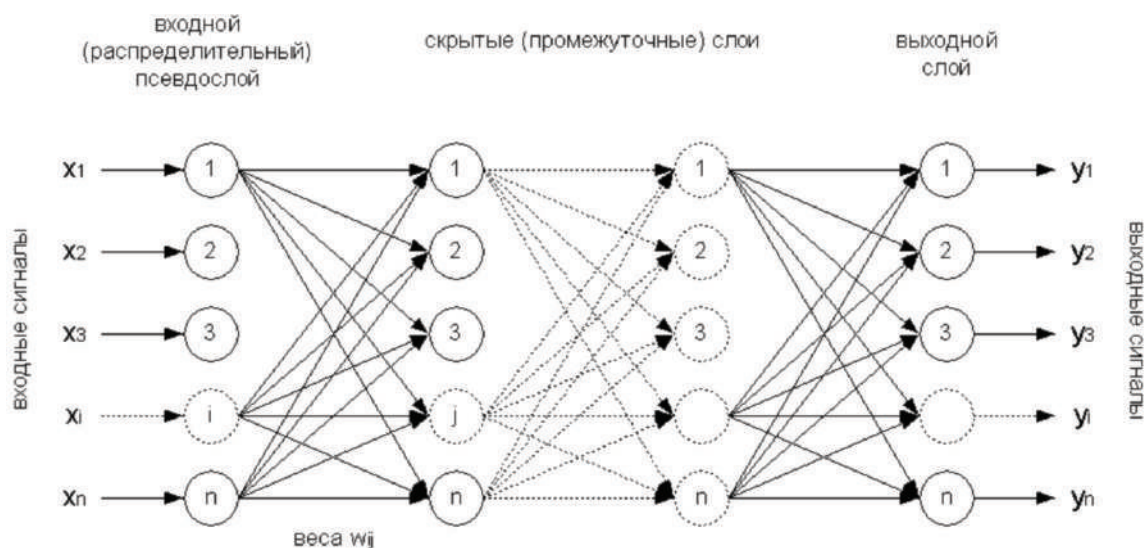 входной
(распределительный)
псевдослой
скрытые (промежуточные) слои
выходной
слой
входные сигналы
x1
1
1
1
1
y1
x2
2
2
2
2
y2
x3
3
3
3
3
y3
xi
i
j
yi
xn
n
n
n
n
yn
выходные сигналы
веса wij